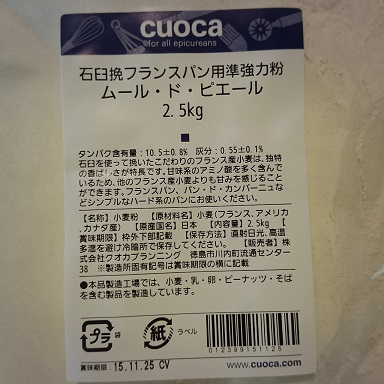 cuoca
for all epicureans
石臼挽フランスパン用準強力粉
ムール・ド・ピエール
2.5kg
タンパク含有量：10.5±0.8%　灰分：0.55±0.1%
石臼を使って挽いたこだわりのフランス産小麦は、独特
の香ばしさが特長です。甘味系のアミノ酸を多く含んで
いるため、他のフランス産小麦よりも甘みを感じること
ができます。フランスパン、パン・ド・カンパーニュな
どシンプルなハード系のパンにお使いください。
【名称】小麦粉　【原材料名】小麦(フランス、アメリカ
、カナダ産)　【原産国名】日本　【内容量】2.5kg　【
賞味期限】枠外下部記載　【保存方法】直射日光、高温
多湿を避け冷暗所で保存してください。　【販売者】株
式会社クオカプランニング　徳島市川内町流通センター
38　※製造所固有記号は賞味期限の横に記載
●本品製造工場では、小麦・乳・卵・ピーナッツ・そば
を含む製品を製造しています。
プラ 袋
紙 ラベル
012399151125
賞味期限：15.11.25 CV
www.cuoca.com